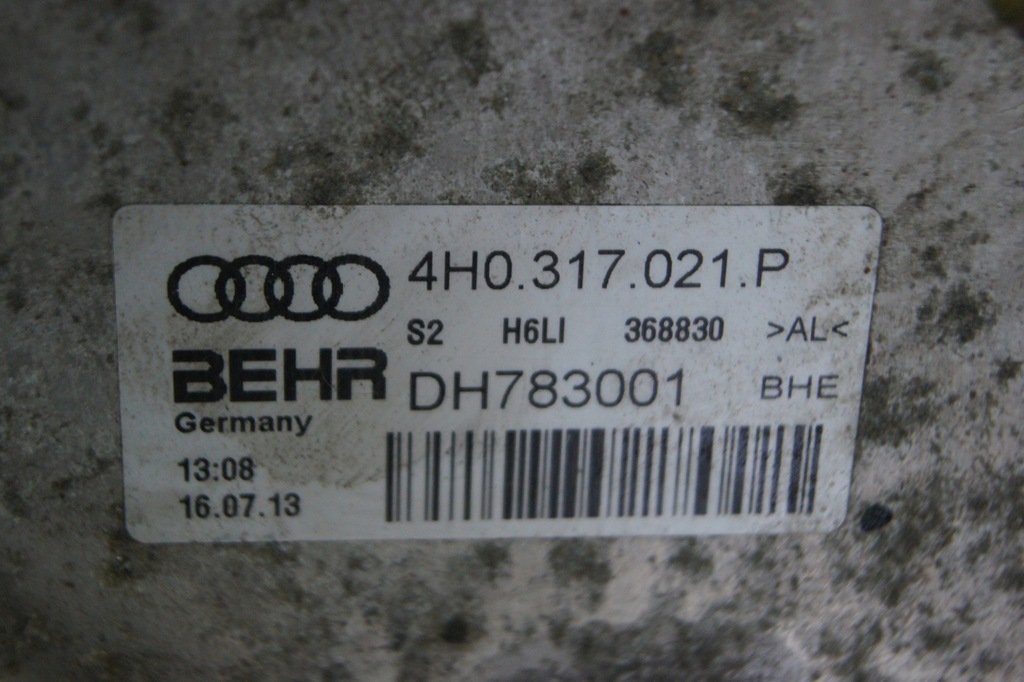 4H0.317.021.P
S2 H6LI 368830 >AL<
BEHR DH783001 BHE
Germany
13:08
16.07.13